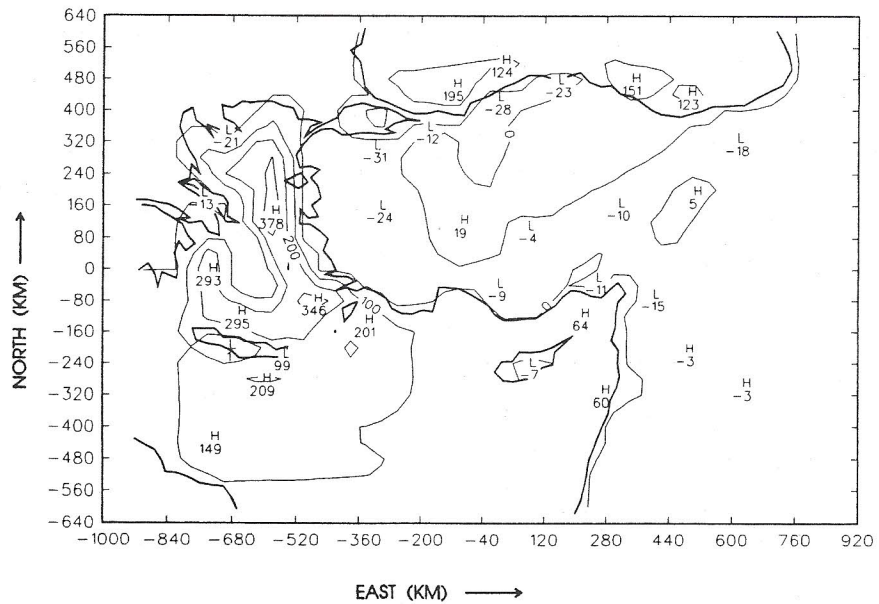 640
560
480
400
320
240
160
80
0
−80
−160
−240
−320
−400
−480
−560
−640
NORTH (KM)
H
124
H
195
L
−23
H
151
H
123
L
−28
L
−21
L
−12
L
−31
0
L
−18
L
13
H
378
L
−24
H
19
L
−10
H
5
L
−4
200
H
293
H
346
100
L
−9
0
L
−11
L
−15
H
295
H
201
H
64
L
99
L
−7
H
−3
H
209
H
60
H
−3
H
149
−1000 −840 −680 −520 −360 −200 −40 120 280 440 600 760 920
EAST (KM)